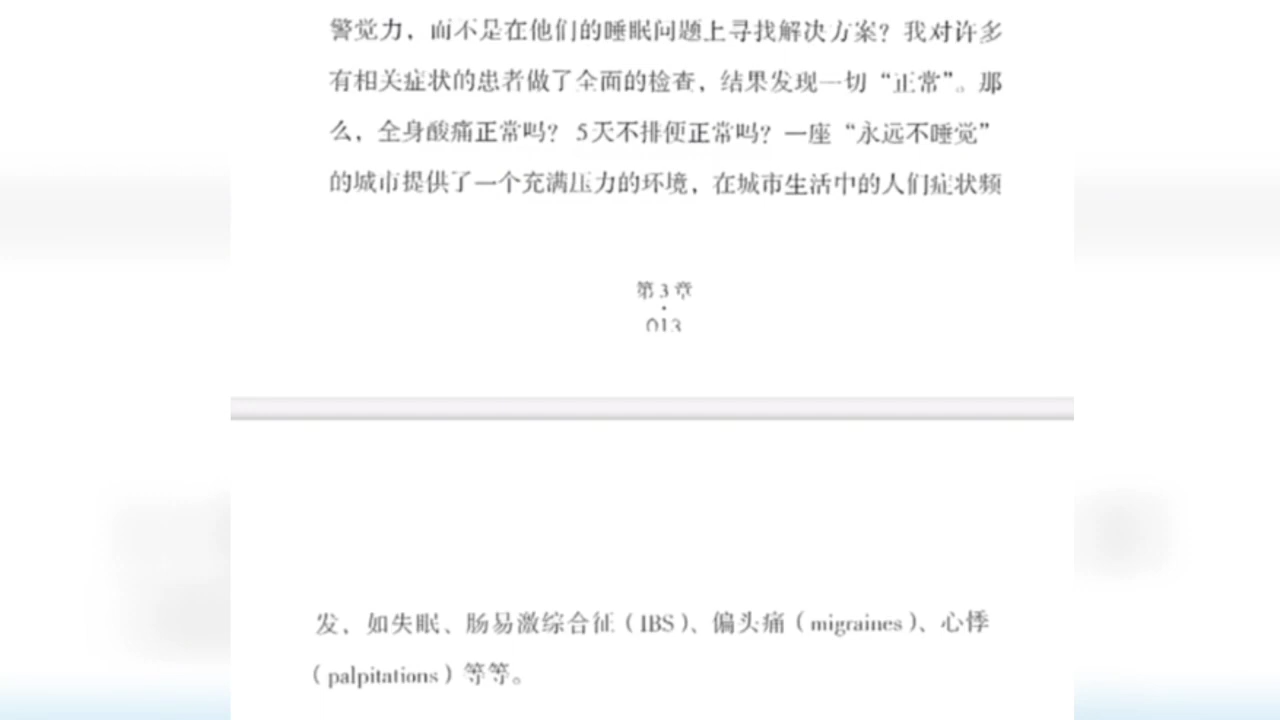 警觉力，而不是在他们的睡眠问题上寻找解决方案？我对许多
有相关症状的患者做了全面的检查，结果发现一切“正常”。那
么，全身酸痛正常吗？5天不排便正常吗？一座“永远不睡觉”
的城市提供了一个充满压力的环境，在城市生活中的人们症状频
第3章
·
013
发，如失眠、肠易激综合征（IBS）、偏头痛（migraines）、心悸
（palpitations）等等。